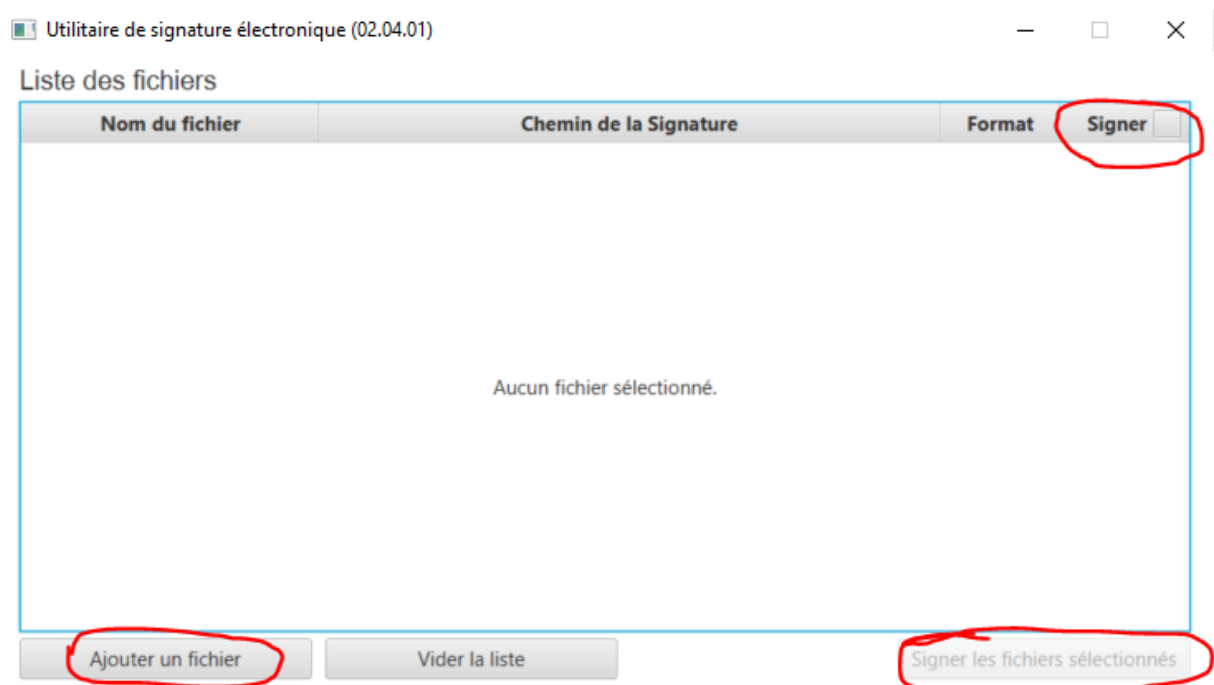 Utilitaire de signature électronique (02.04.01)
Liste des fichiers
Nom du fichier Chemin de la Signature Format Signer
Aucun fichier sélectionné.
Ajouter un fichier Vider la liste Signer les fichiers sélectionnés